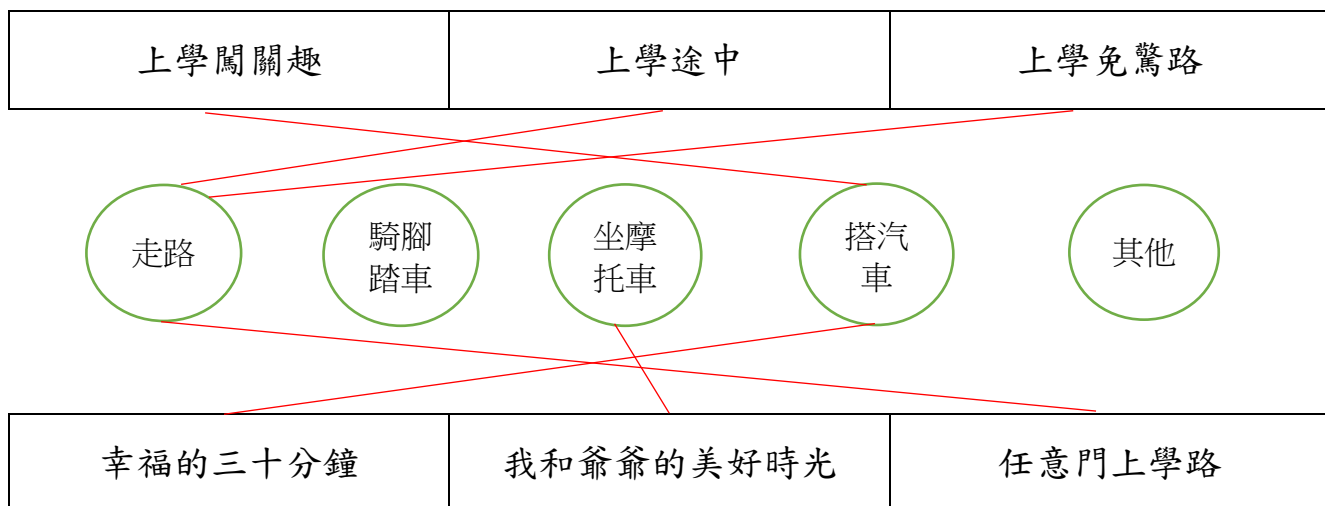 上學闖關趣
上學途中
上學免驚路
走路
騎腳
踏車
坐摩
托車
搭汽
車
其他
幸福的三十分鐘
我和爺爺的美好時光
任意門上學路